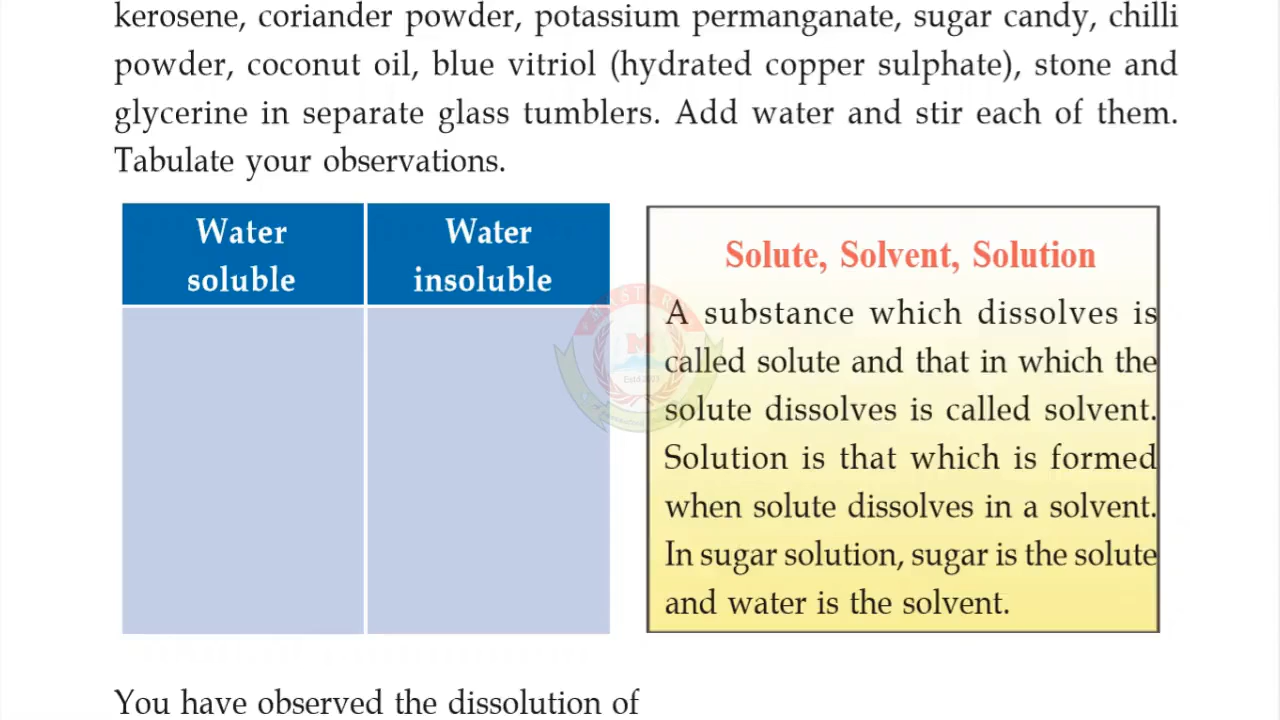 kerosene, coriander powder, potassium permanganate, sugar candy, chilli
powder, coconut oil, blue vitriol (hydrated copper sulphate), stone and
glycerine in separate glass tumblers. Add water and stir each of them.
Tabulate your observations.
Water
soluble
Water
insoluble
Solute, Solvent, Solution
A substance which dissolves is
called solute and that in which the
solute dissolves is called solvent.
Solution is that which is formed
when solute dissolves in a solvent.
In sugar solution, sugar is the solute
and water is the solvent.
M
You have observed the dissolution of